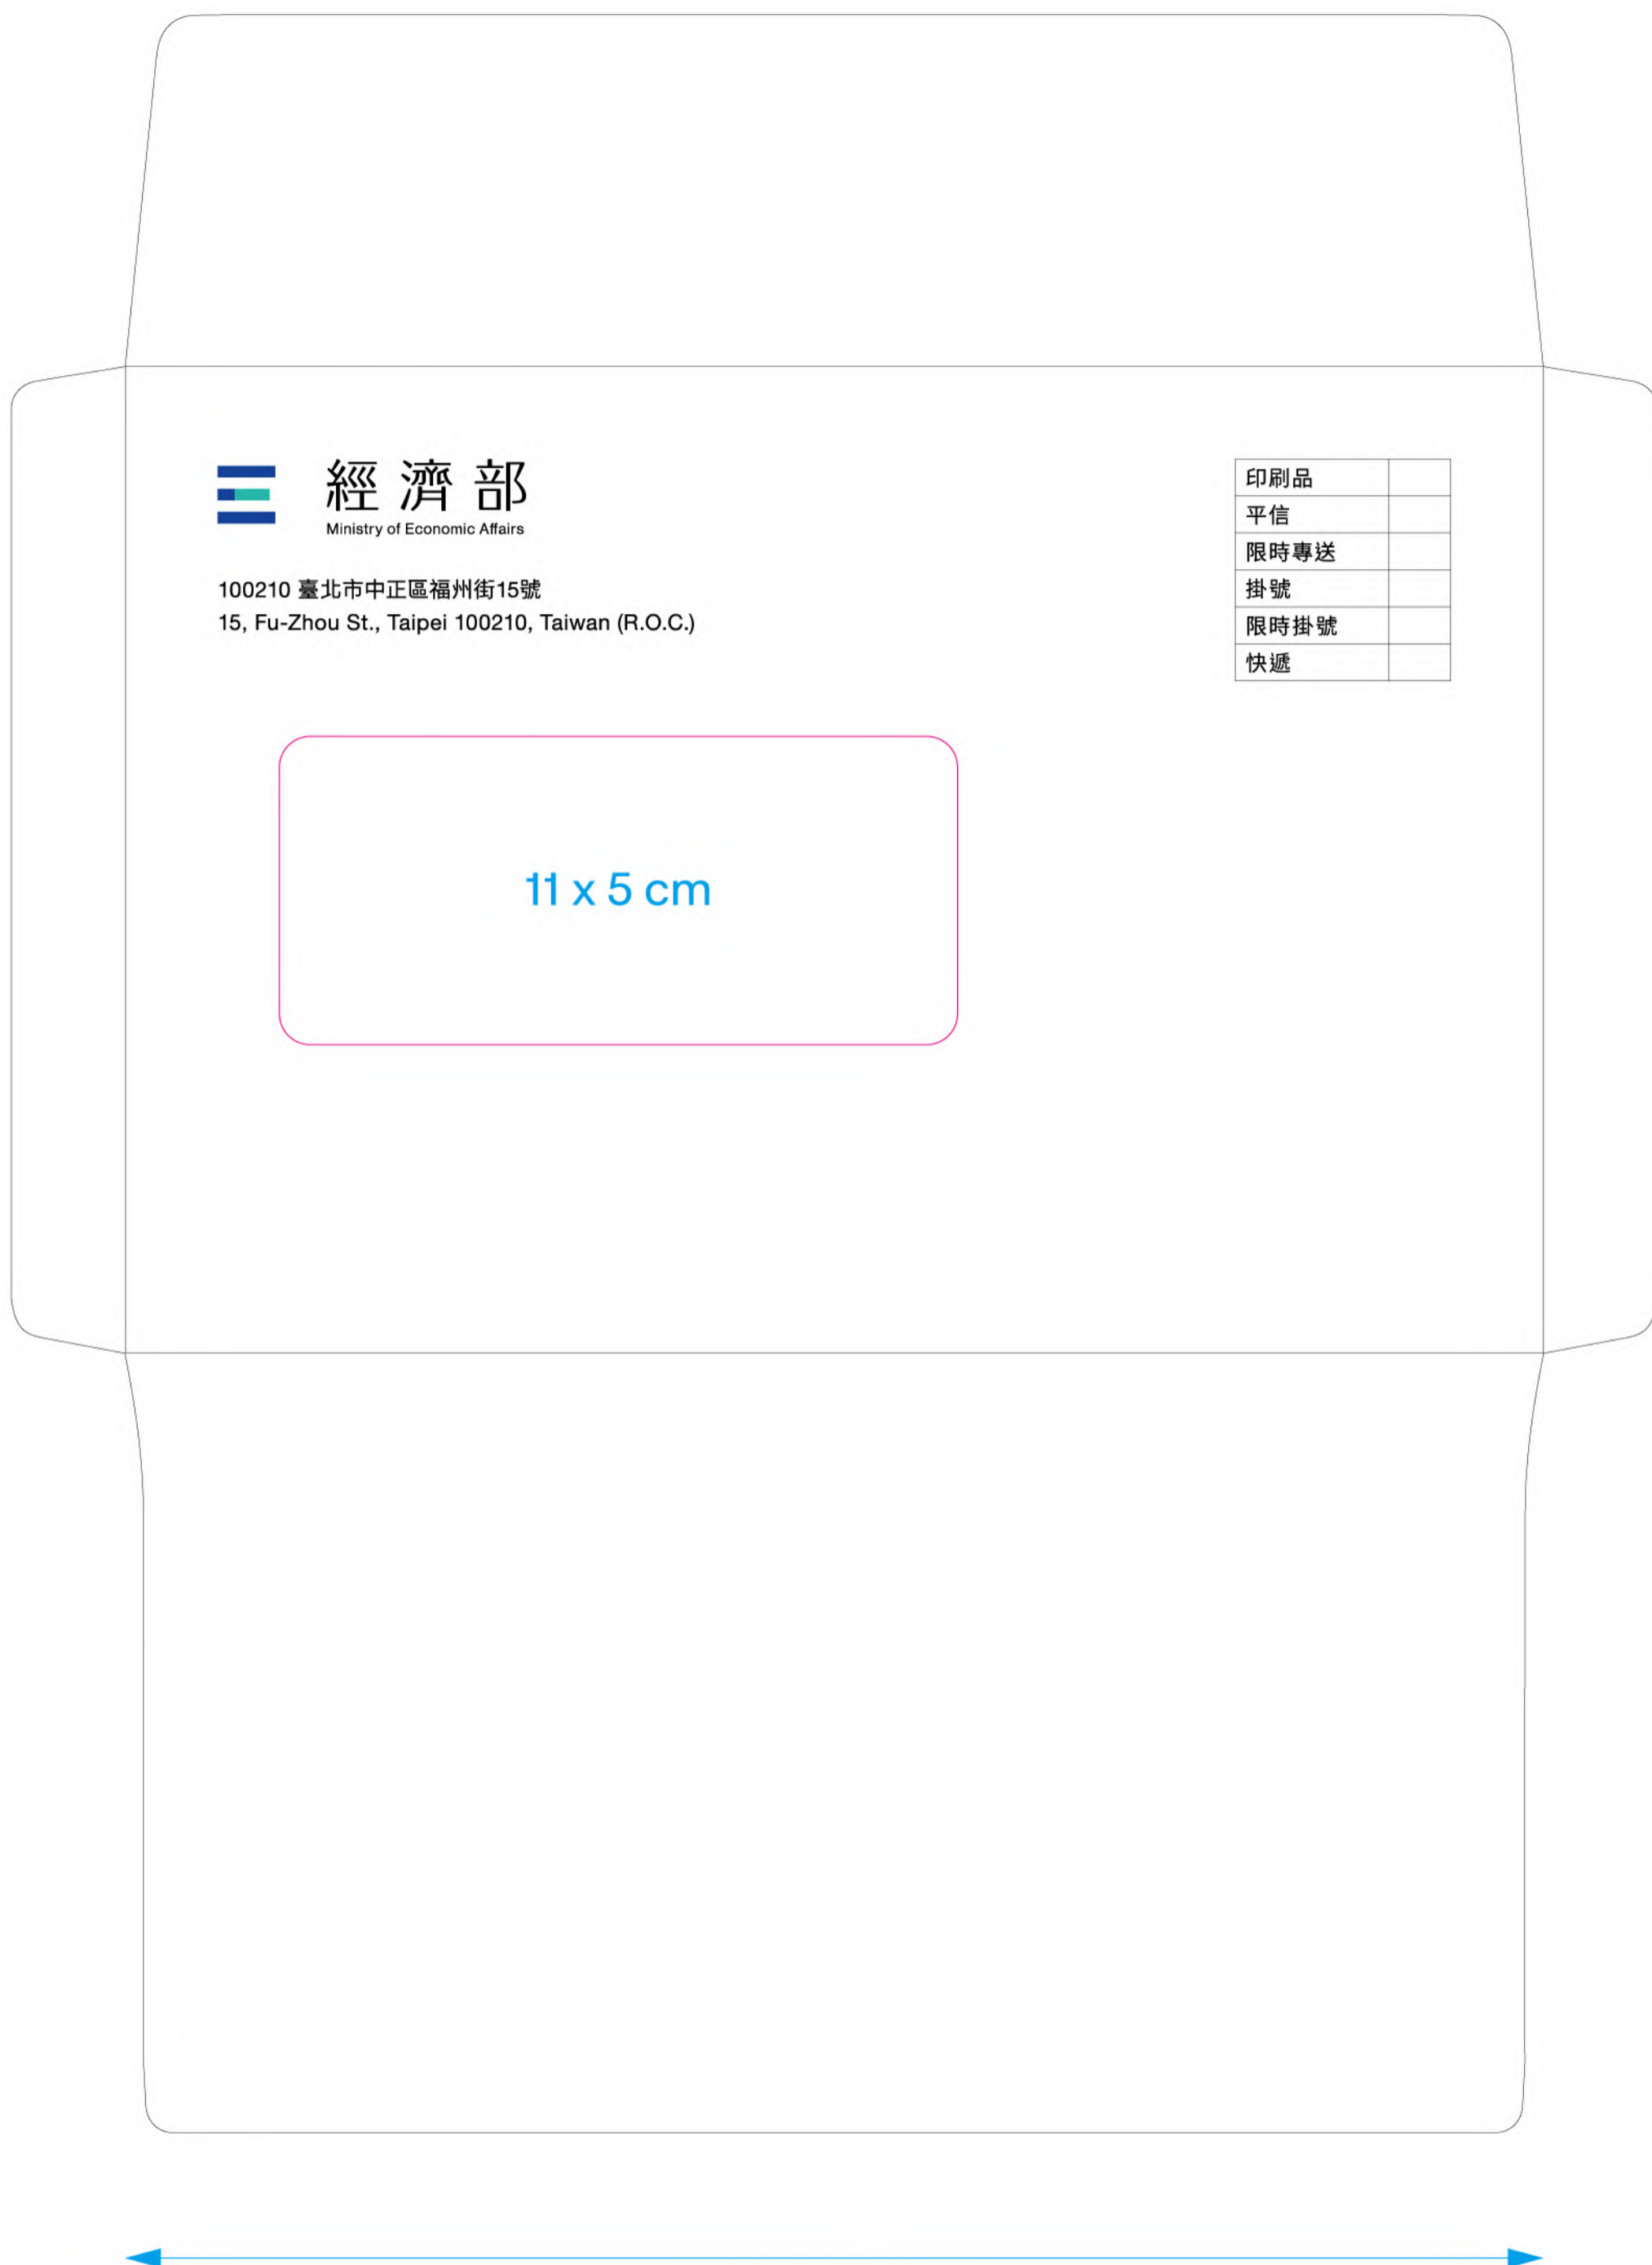 經濟部
Ministry of Economic Affairs
100210 臺北市中正區福州街15號
15, Fu-Zhou St., Taipei 100210, Taiwan (R.O.C.)
印刷品
平信
限時專送
掛號
限時掛號
快遞
11 x 5 cm